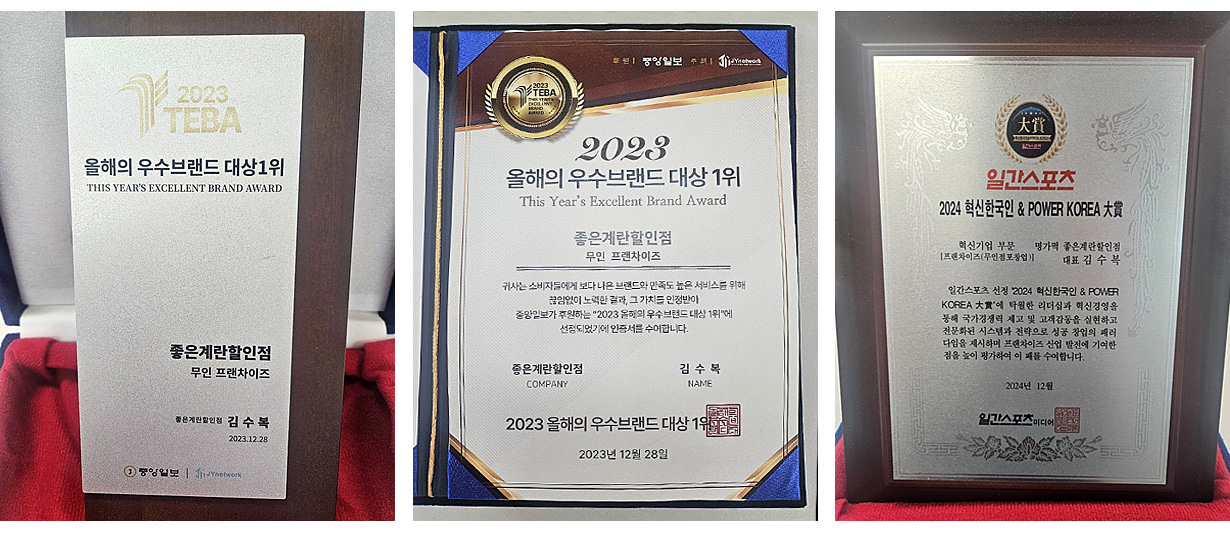 2023
TEBA
올해의 우수브랜드 대상1위
THIS YEAR'S EXCELLENT BRAND AWARD
좋은계란할인점
무인 프랜차이즈
좋은계란할인점 김 수 복
2023.12.28
중앙일보 | JYnetwork
후원 | 중앙일보 주최 | JYnetwork
2023
TEBA
THIS YEAR'S
EXCELLENT
BRAND
AWARD
2023
올해의 우수브랜드 대상 1위
This Year's Excellent Brand Award
좋은계란할인점
무인 프랜차이즈
귀사는 소비자들에게 보다 나은 브랜드와 만족도 높은 서비스를 위해
끊임없이 노력한 결과, 그 가치를 인정받아
중앙일보가 후원하는 "2023 올해의 우수브랜드 대상 1위"에
선정되었기에 인증서를 수여합니다.
좋은계란할인점 김 수 복
COMPANY NAME
2023 올해의 우수브랜드 대상 1위
2023년 12월 28일
大賞
일간스포츠
2024 혁신한국인 & POWER KOREA 大賞
혁신기업 부문 명가팩 좋은계란할인점
[프랜차이즈(무인점포창업)] 대표 김 수 복
일간스포츠 선정 "2024 혁신한국인 & POWER
KOREA 大賞"에 탁월한 리더십과 혁신경영을
통해 국가경쟁력 제고 및 고객감동을 실현하고
전문화된 시스템과 전략으로 성공 창업의 패러
다임을 제시하며 프랜차이즈 산업 발전에 기여한
점을 높이 평가하여 이 패를 수여합니다.
2024년 12월
일간스포츠미디어